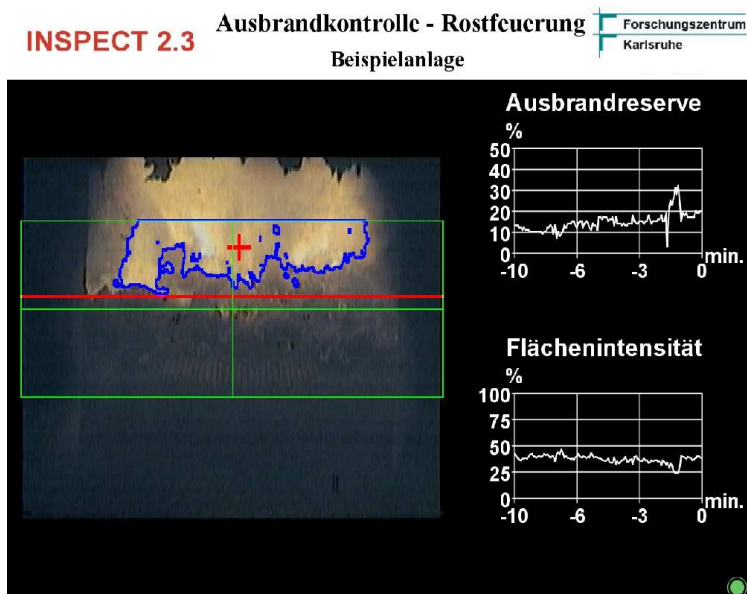 INSPECT 2.3
Ausbrandkontrolle - Rostfeuerung
Beispielanlage
Forschungszentrum
Karlsruhe
Ausbrandreserve
%
50
40
30
20
10
0
-10 -6 -3 0
min.
Flächenintensität
%
100
75
50
25
0
-10 -6 -3 0
min.